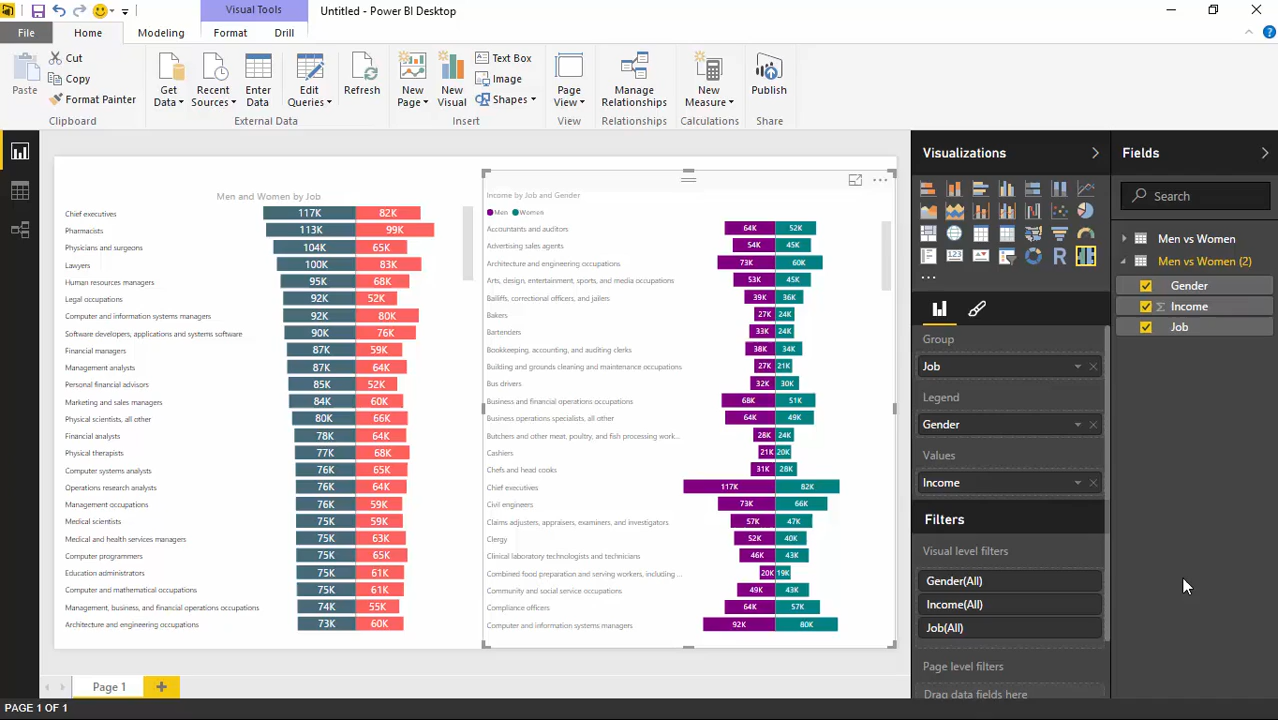 Visual Tools
Untitled - Power BI Desktop
File
Home
Modeling
Format
Drill
Paste
Cut
Copy
Format Painter
Clipboard
Get Data
Recent Sources
Enter Data
Edit Queries
Refresh
External Data
New Page
New Visual
Text Box
Image
Shapes
Insert
Page View
View
Manage Relationships
Relationships
New Measure
Calculations
Publish
Share
Men and Women by Job
Chief executives 117K 82K
Pharmacists 113K 99K
Physicians and surgeons 104K 65K
Lawyers 100K 83K
Human resources managers 95K 68K
Legal occupations 92K 52K
Computer and information systems managers 92K 80K
Software developers, applications and systems software 90K 76K
Financial managers 87K 59K
Management analysts 87K 64K
Personal financial advisors 85K 52K
Marketing and sales managers 84K 60K
Physical scientists, all other 80K 66K
Financial analysts 78K 64K
Physical therapists 77K 68K
Computer systems analysts 76K 65K
Operations research analysts 76K 64K
Management occupations 76K 59K
Medical scientists 75K 59K
Medical and health services managers 75K 63K
Computer programmers 75K 65K
Education administrators 75K 61K
Computer and mathematical occupations 75K 61K
Management, business, and financial operations occupations 74K 55K
Architecture and engineering occupations 73K 60K
Income by Job and Gender
Men Women
Accountants and auditors 64K 52K
Advertising sales agents 54K 45K
Architecture and engineering occupations 73K 60K
Arts, design, entertainment, sports, and media occupations 53K 45K
Bailiffs, correctional officers, and jailers 39K 36K
Bakers 27K 24K
Bartenders 33K 24K
Bookkeeping, accounting, and auditing clerks 38K 34K
Building and grounds cleaning and maintenance occupations 27K 21K
Bus drivers 32K 30K
Business and financial operations occupations 68K 51K
Business operations specialists, all other 64K 49K
Butchers and other meat, poultry, and fish processing work... 28K 24K
Cashiers 21K 20K
Chefs and head cooks 31K 28K
Chief executives 117K 82K
Civil engineers 73K 66K
Claims adjusters, appraisers, examiners, and investigators 57K 47K
Clergy 52K 40K
Clinical laboratory technologists and technicians 46K 43K
Combined food preparation and serving workers, including ... 20K 19K
Community and social service occupations 49K 43K
Compliance officers 64K 57K
Computer and information systems managers 92K 80K
Visualizations
R
Group
Job
Legend
Gender
Values
Income
Filters
Visual level filters
Gender(All)
Income(All)
Job(All)
Page level filters
Drag data fields here
Fields
Search
Men vs Women
Men vs Women (2)
Gender
Σ Income
Job
Page 1
PAGE 1 OF 1